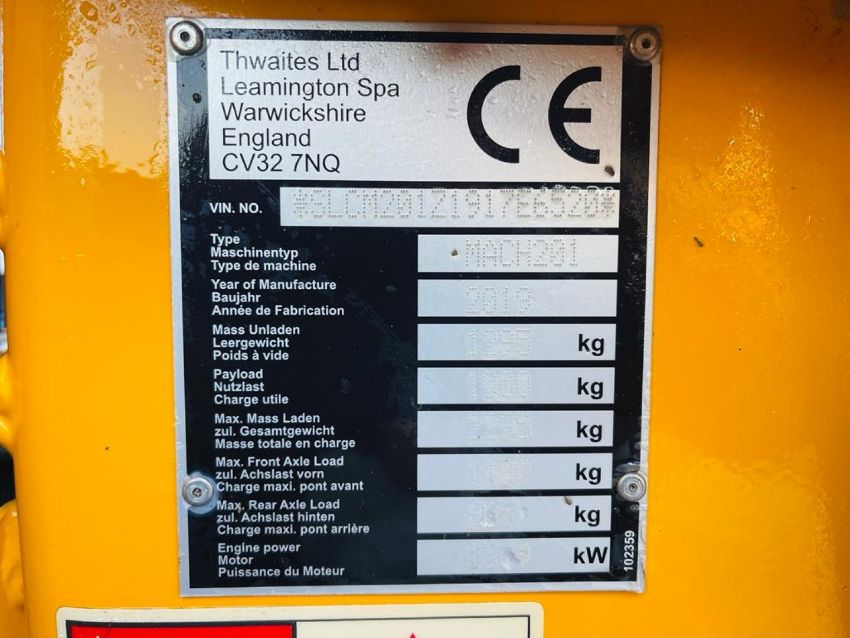 Thwaites Ltd
Leamington Spa
Warwickshire
England
CV32 7NQ
CE
VIN. NO.
Type
Maschinentyp
Type de machine
MACH201
Year of Manufacture
Baujahr
Année de Fabrication
2019
Mass Unladen
Leergewicht
Poids à vide
1295 kg
Payload
Nutzlast
Charge utile
kg
Max. Mass Laden
zul. Gesamtgewicht
Masse totale en charge
kg
Max. Front Axle Load
zul. Achslast vorn
Charge maxi. pont avant
kg
Max. Rear Axle Load
zul. Achslast hinten
Charge maxi. pont arrière
kg
Engine power
Motor
Puissance du Moteur
kW
102359